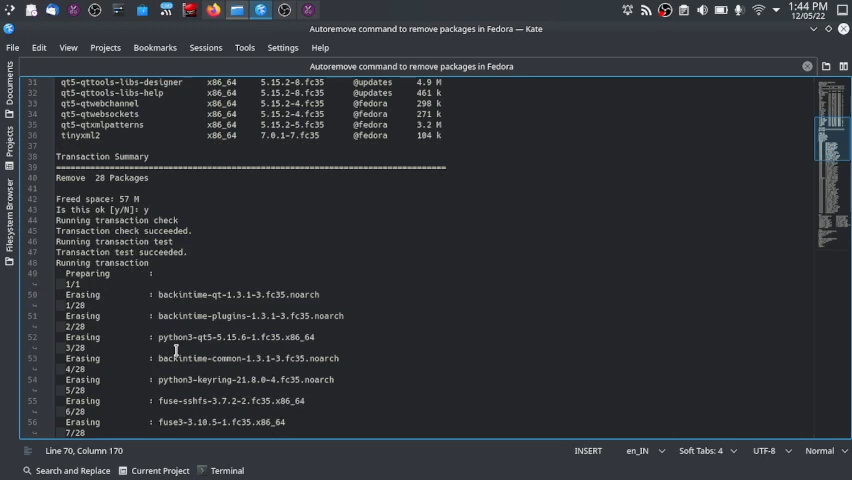 1:44 PM
12/05/22
Autoremove command to remove packages in Fedora — Kate
File Edit View Projects Bookmarks Sessions Tools Settings Help
Autoremove command to remove packages in Fedora
Documents
Projects
Filesystem Browser
31 qt5-qttools-libs-designer x86_64 5.15.2-8.fc35 @updates 4.9 M
32 qt5-qttools-libs-help x86_64 5.15.2-8.fc35 @updates 461 k
33 qt5-qtwebchannel x86_64 5.15.2-4.fc35 @fedora 298 k
34 qt5-qtwebsockets x86_64 5.15.2-4.fc35 @fedora 271 k
35 qt5-qtxmlpatterns x86_64 5.15.2-5.fc35 @fedora 3.2 M
36 tinyxml2 x86_64 7.0.1-7.fc35 @fedora 104 k
37
38 Transaction Summary
39 ================================================================================
40 Remove  28 Packages
41
42 Freed space: 57 M
43 Is this ok [y/N]: y
44 Running transaction check
45 Transaction check succeeded.
46 Running transaction test
47 Transaction test succeeded.
48 Running transaction
49 Preparing :
1/1
50 Erasing : backintime-qt-1.3.1-3.fc35.noarch
1/28
51 Erasing : backintime-plugins-1.3.1-3.fc35.noarch
2/28
52 Erasing : python3-qt5-5.15.6-1.fc35.x86_64
3/28
53 Erasing : backintime-common-1.3.1-3.fc35.noarch
4/28
54 Erasing : python3-keyring-21.8.0-4.fc35.noarch
5/28
55 Erasing : fuse-sshfs-3.7.2-2.fc35.x86_64
6/28
56 Erasing : fuse3-3.10.5-1.fc35.x86_64
7/28
Line 70, Column 170 INSERT en_IN Soft Tabs: 4 UTF-8 Normal
Search and Replace Current Project Terminal